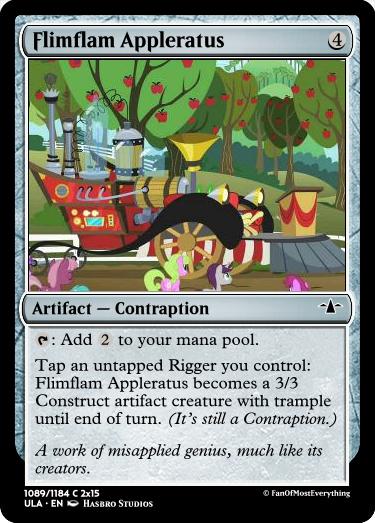 Flimflam Appleratus 4
Artifact — Contraption
: Add 2 to your mana pool.
Tap an untapped Rigger you control:
Flimflam Appleratus becomes a 3/3
Construct artifact creature with trample
until end of turn. (It's still a Contraption.)
A work of misapplied genius, much like its
creators.
1089/1184 C 2x15
ULA · EN Hasbro Studios
© FanOfMostEverything